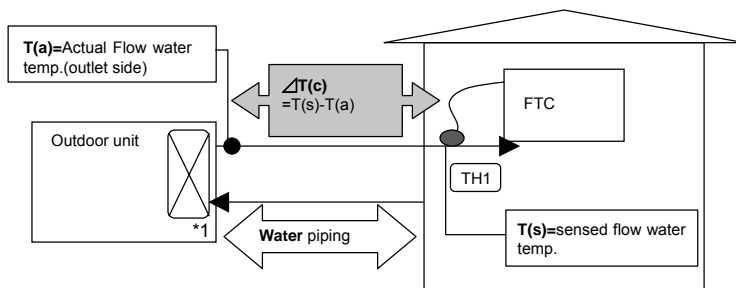 T(a)=Actual Flow water
temp.(outlet side)
⊿T(c)
=T(s)-T(a)
FTC
Outdoor unit
TH1
*1
Water piping
T(s)=sensed flow water
temp.